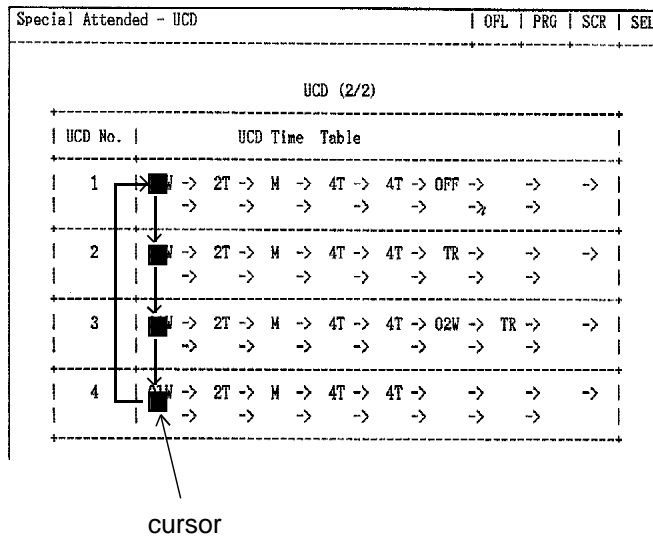 Special Attended - UCD | OFL | PRG | SCR | SEL
UCD (2/2)
| UCD No. | UCD Time Table |
| 1 | W -> 2T -> M -> 4T -> 4T -> OFF -> -> -> |
| | -> -> -> -> -> -> -> |
| 2 | W -> 2T -> M -> 4T -> 4T -> TR -> -> -> |
| | -> -> -> -> -> -> -> |
| 3 | W -> 2T -> M -> 4T -> 4T -> 02W -> TR -> -> |
| | -> -> -> -> -> -> -> |
| 4 | 01W -> 2T -> M -> 4T -> 4T -> -> -> -> |
| | -> -> -> -> -> -> -> |
cursor